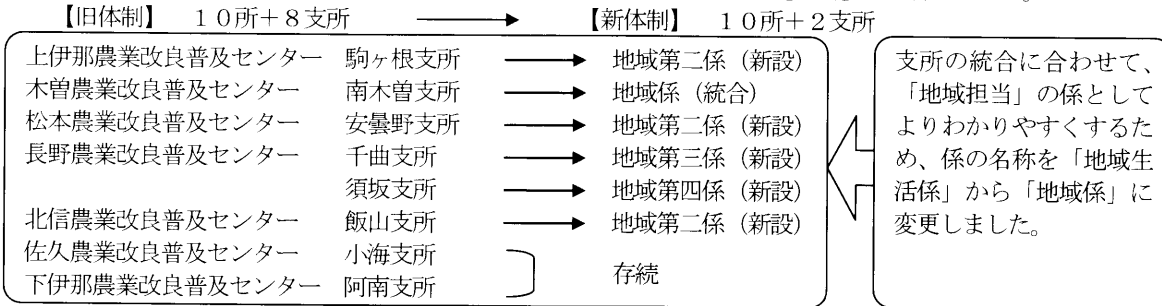 【旧体制】 １０所＋８支所 【新体制】 １０所＋２支所
上伊那農業改良普及センター 駒ヶ根支所 地域第二係（新設）
木曽農業改良普及センター 南木曽支所 地域係（統合）
松本農業改良普及センター 安曇野支所 地域第二係（新設）
長野農業改良普及センター 千曲支所 地域第三係（新設）
須坂支所 地域第四係（新設）
北信農業改良普及センター 飯山支所 地域第二係（新設）
佐久農業改良普及センター 小海支所
存続
下伊那農業改良普及センター 阿南支所
支所の統合に合わせて、
「地域担当」の係として
よりわかりやすくするた
め、係の名称を「地域生
活係」から「地域係」に
変更しました。